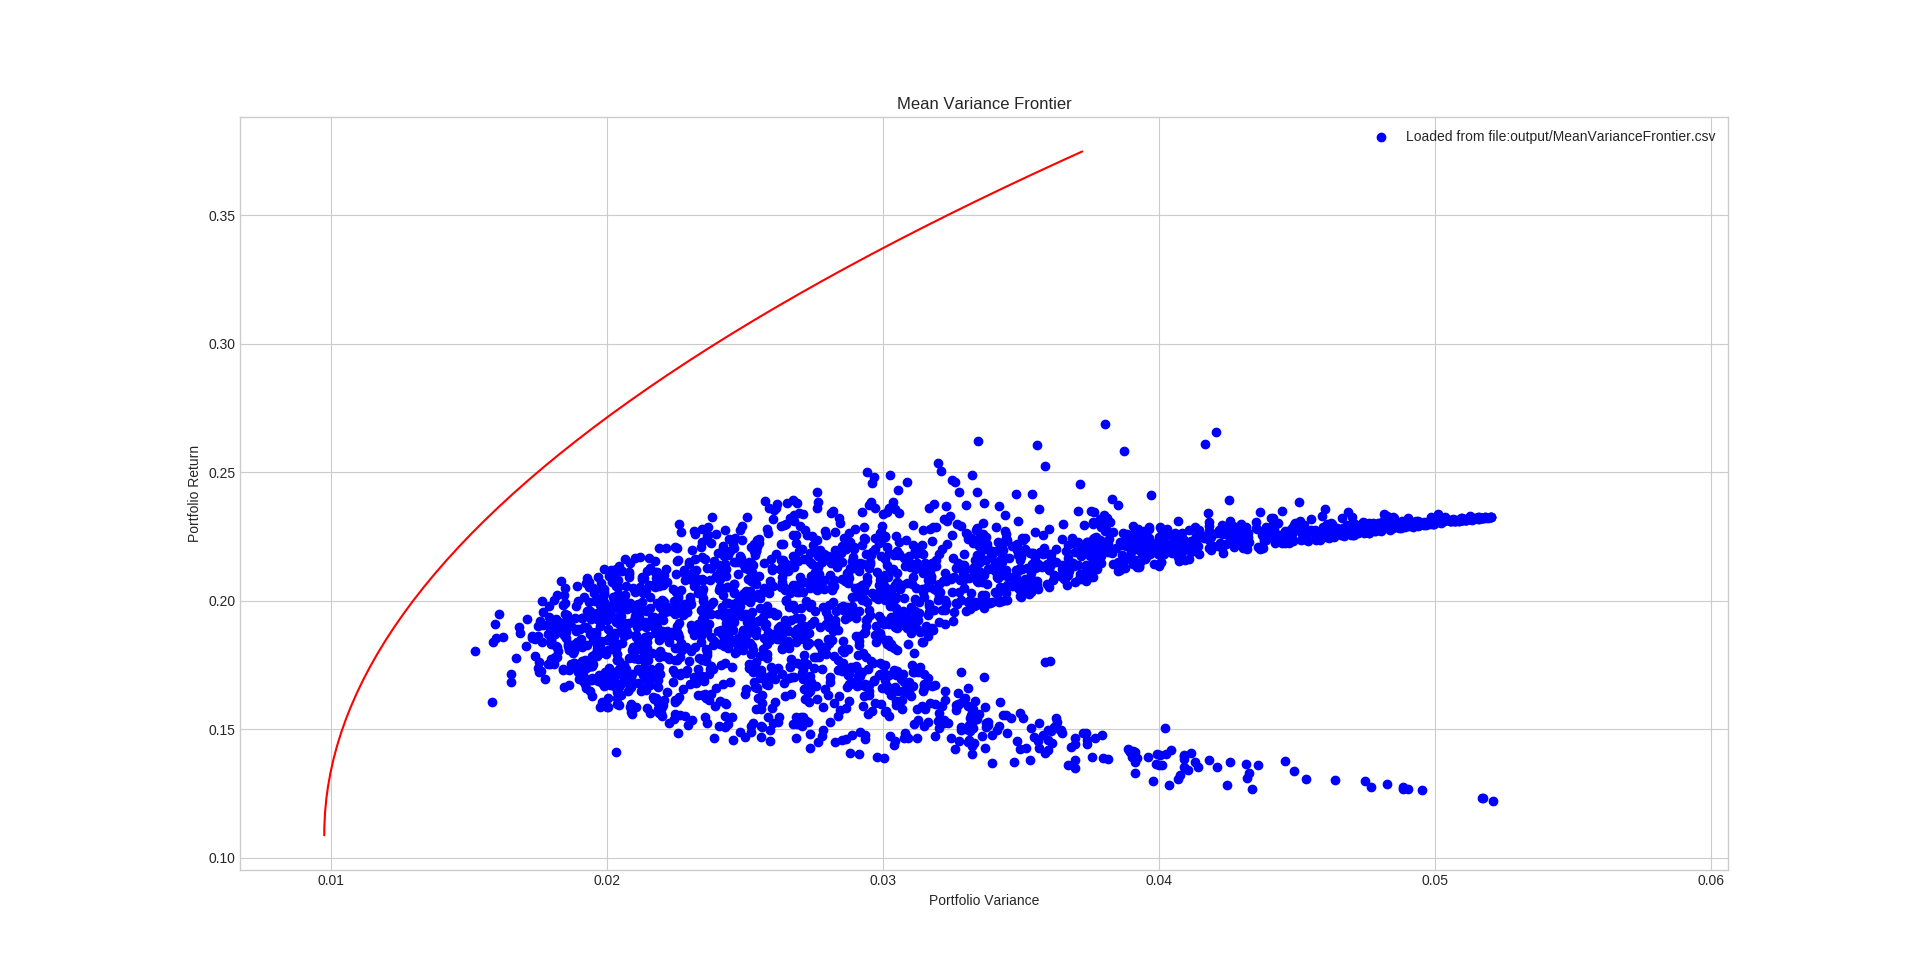 Mean Variance Frontier
Loaded from file:output/MeanVarianceFrontier.csv
Portfolio Return
0.35
0.30
0.25
0.20
0.15
0.10
0.01 0.02 0.03 0.04 0.05 0.06
Portfolio Variance